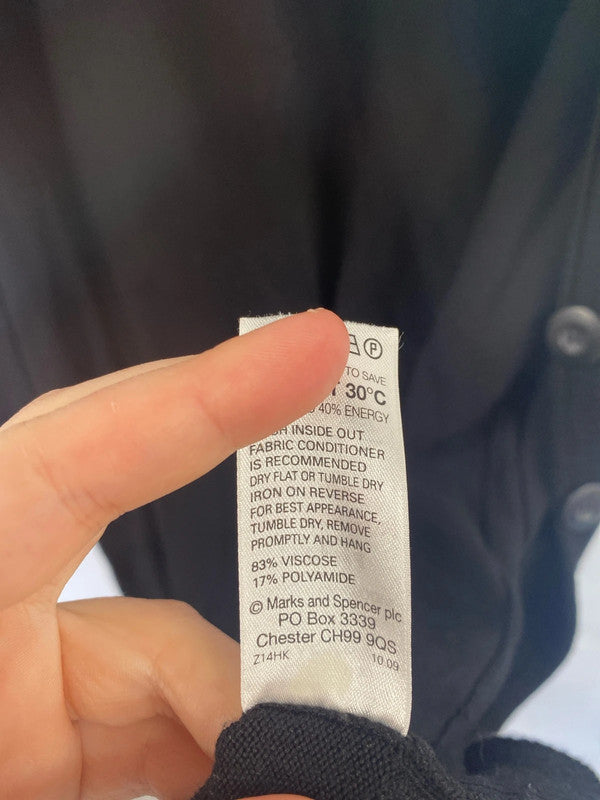 P
TO SAVE
30°C
40% ENERGY
INSIDE OUT
FABRIC CONDITIONER
IS RECOMMENDED
DRY FLAT OR TUMBLE DRY
IRON ON REVERSE
FOR BEST APPEARANCE,
TUMBLE DRY, REMOVE
PROMPTLY AND HANG
83% VISCOSE
17% POLYAMIDE
© Marks and Spencer plc
PO Box 3339
Chester CH99 9QS
Z14HK 10.09